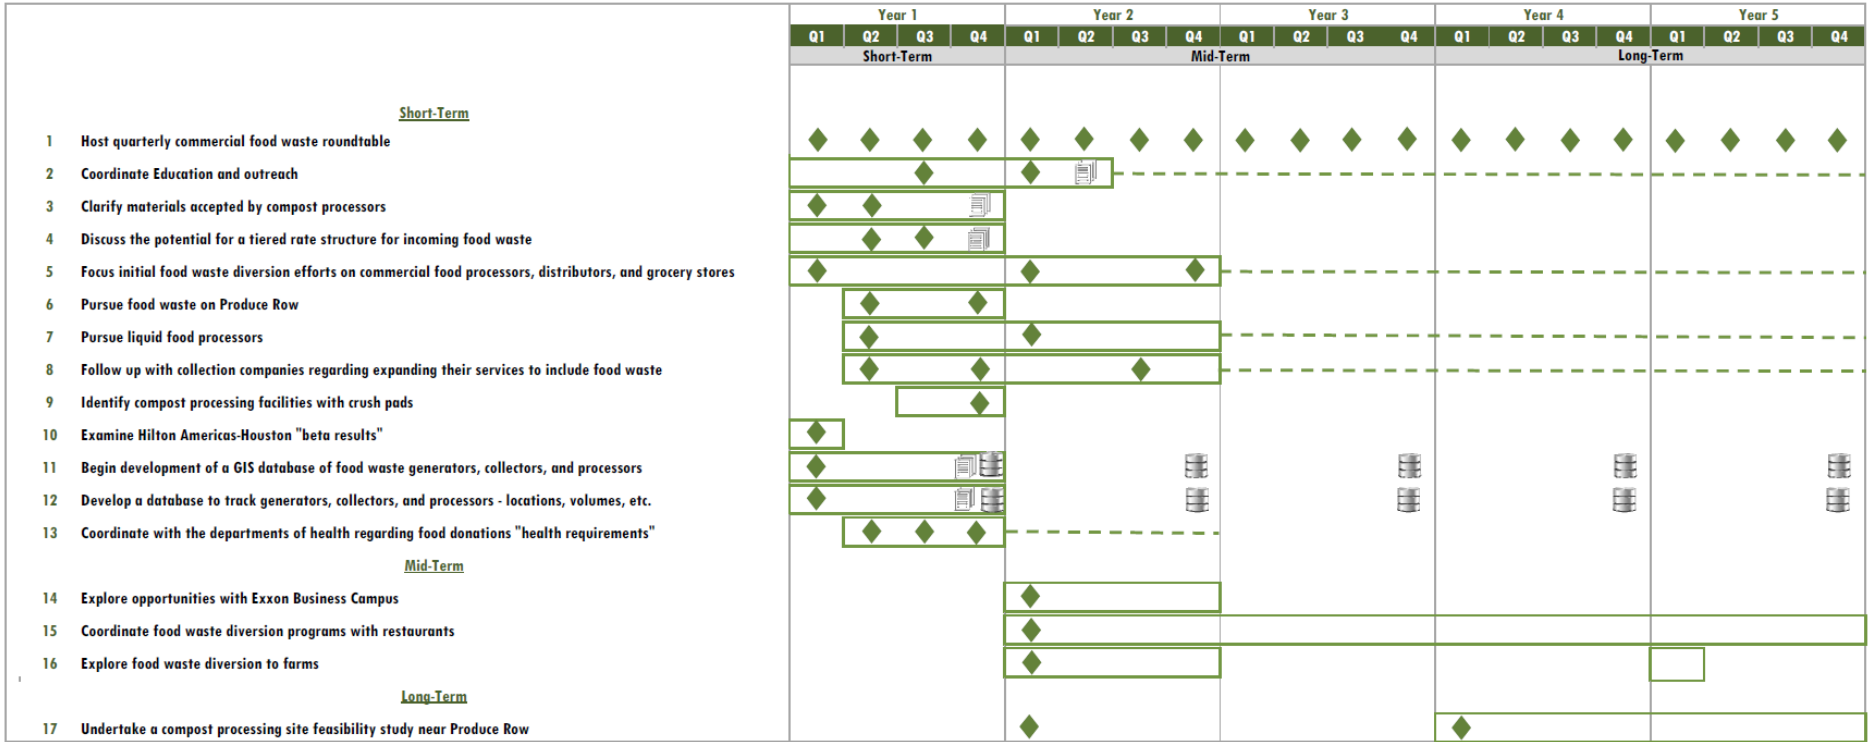 Year 1 Year 2 Year 3 Year 4 Year 5
Q1 Q2 Q3 Q4 Q1 Q2 Q3 Q4 Q1 Q2 Q3 Q4 Q1 Q2 Q3 Q4 Q1 Q2 Q3 Q4
Short-Term Mid-Term Long-Term
Short-Term
1 Host quarterly commercial food waste roundtable
2 Coordinate Education and outreach
3 Clarify materials accepted by compost processors
4 Discuss the potential for a tiered rate structure for incoming food waste
5 Focus initial food waste diversion efforts on commercial food processors, distributors, and grocery stores
6 Pursue food waste on Produce Row
7 Pursue liquid food processors
8 Follow up with collection companies regarding expanding their services to include food waste
9 Identify compost processing facilities with crush pads
10 Examine Hilton Americas-Houston "beta results"
11 Begin development of a GIS database of food waste generators, collectors, and processors
12 Develop a database to track generators, collectors, and processors - locations, volumes, etc.
13 Coordinate with the departments of health regarding food donations "health requirements"
Mid-Term
14 Explore opportunities with Exxon Business Campus
15 Coordinate food waste diversion programs with restaurants
16 Explore food waste diversion to farms
Long-Term
17 Undertake a compost processing site feasibility study near Produce Row